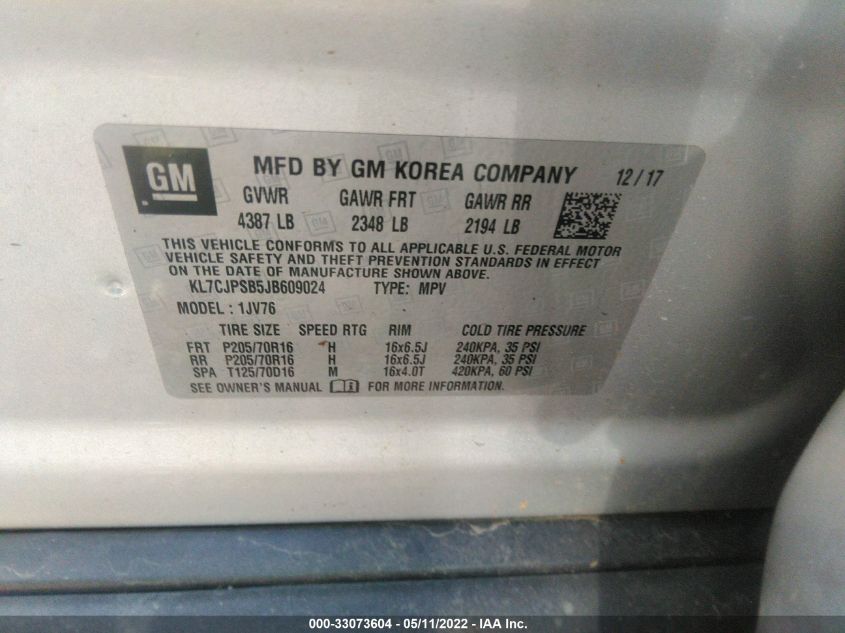 GM MFD BY GM KOREA COMPANY 12/17
GVWR GAWR FRT GAWR RR
4387 LB 2348 LB 2194 LB
THIS VEHICLE CONFORMS TO ALL APPLICABLE U.S. FEDERAL MOTOR
VEHICLE SAFETY AND THEFT PREVENTION STANDARDS IN EFFECT
ON THE DATE OF MANUFACTURE SHOWN ABOVE.
KL7CJPSB5JB609024 TYPE: MPV
MODEL : 1JV76
TIRE SIZE SPEED RTG RIM COLD TIRE PRESSURE
FRT P205/70R16 H 16x6.5J 240KPA, 35 PSI
RR P205/70R16 H 16x6.5J 240KPA, 35 PSI
SPA T125/70D16 M 16x4.0T 420KPA, 60 PSI
SEE OWNER'S MANUAL FOR MORE INFORMATION.
000-33073604 - 05/11/2022 - IAA Inc.